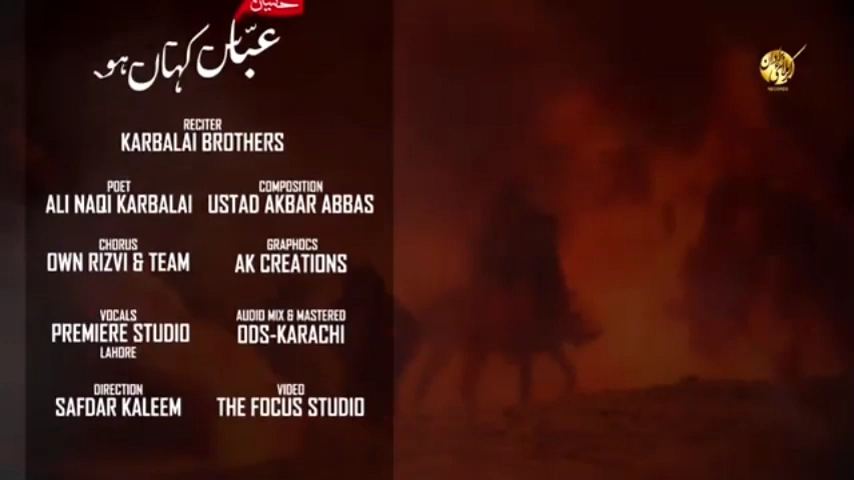 حسین
عباس کہاں ہو
RECITER
KARBALAI BROTHERS
POET
ALI NAQI KARBALAI
COMPOSITION
USTAD AKBAR ABBAS
CHORUS
OWN RIZVI & TEAM
GRAPHOCS
AK CREATIONS
VOCALS
PREMIERE STUDIO
LAHORE
AUDIO MIX & MASTERED
ODS-KARACHI
DIRECTION
SAFDAR KALEEM
VIDEO
THE FOCUS STUDIO
RECORDS